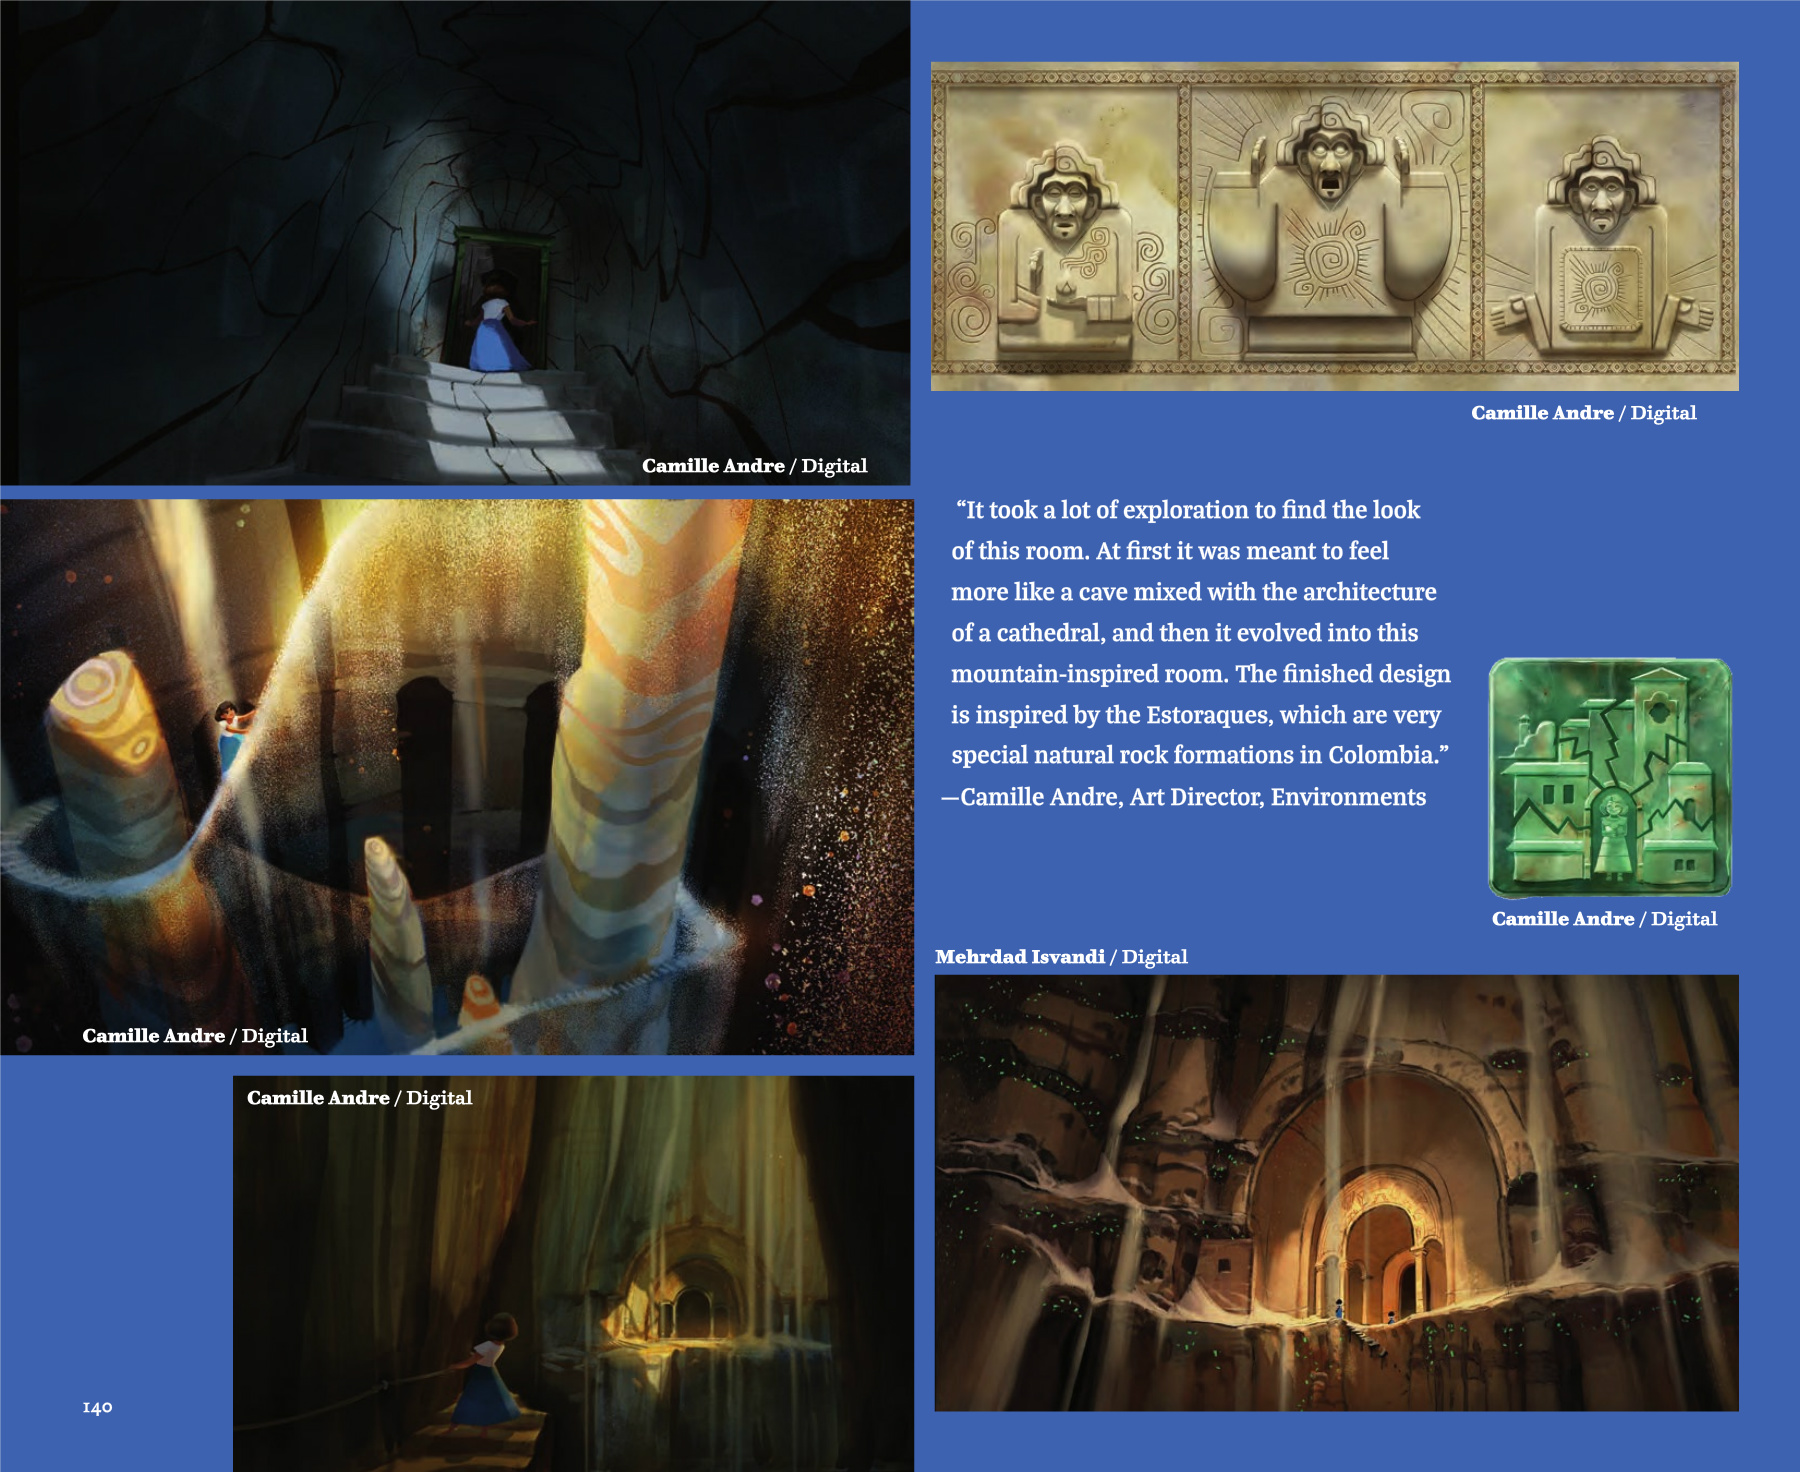 Camille Andre / Digital
Camille Andre / Digital
Camille Andre / Digital
Camille Andre / Digital
“It took a lot of exploration to find the look
of this room. At first it was meant to feel
more like a cave mixed with the architecture
of a cathedral, and then it evolved into this
mountain-inspired room. The finished design
is inspired by the Estoraques, which are very
special natural rock formations in Colombia.”
—Camille Andre, Art Director, Environments
Camille Andre / Digital
Mehrdad Isvandi / Digital
140